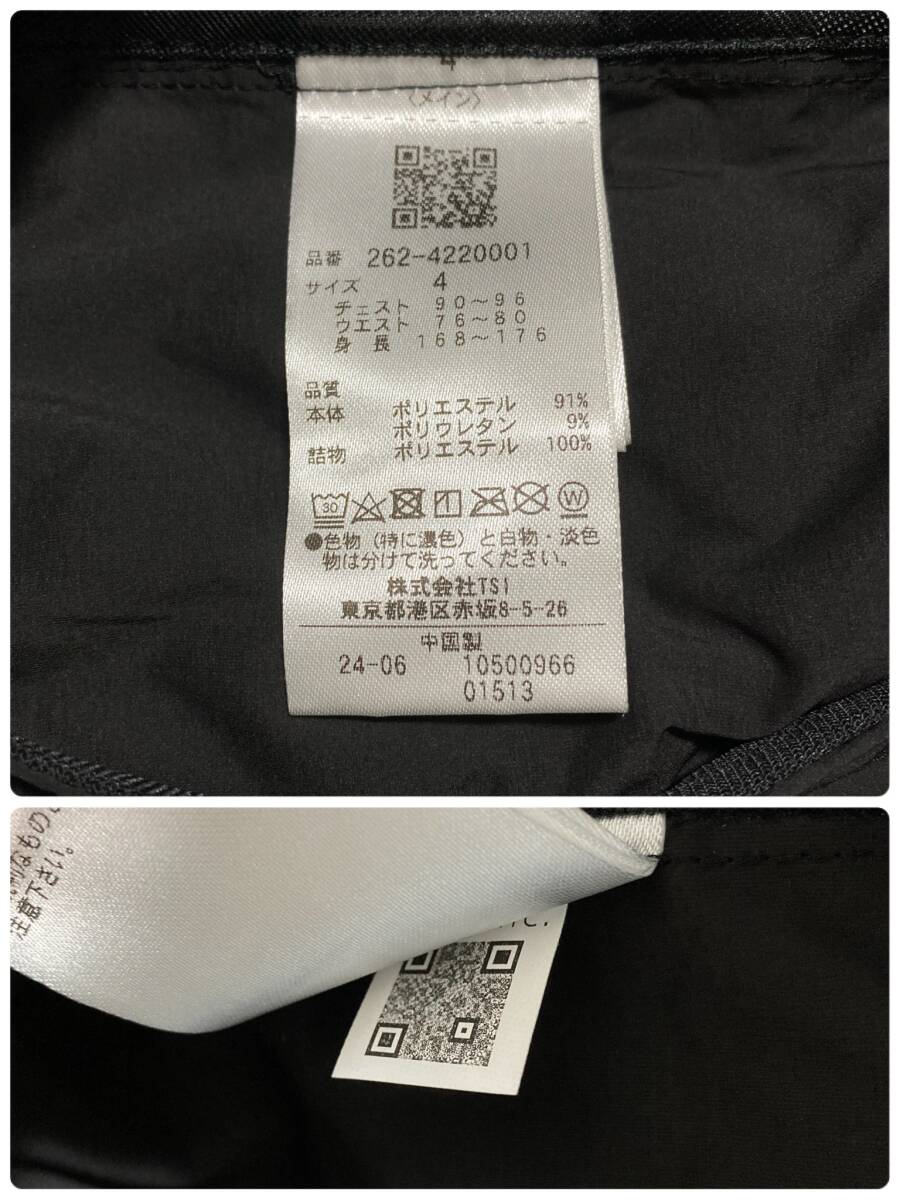 4
〈メイン〉
品番 262-4220001
サイズ 4
チェスト 90～96
ウエスト 76～80
身長 168～176
品質
本体 ポリエステル 91%
ポリウレタン 9%
詰物 ポリエステル 100%
30 W
●色物（特に濃色）と白物・淡色
物は分けて洗ってください。
株式会社TSI
東京都港区赤坂8-5-26
中国製
24-06 10500966
01513
なもの
注意下さい。